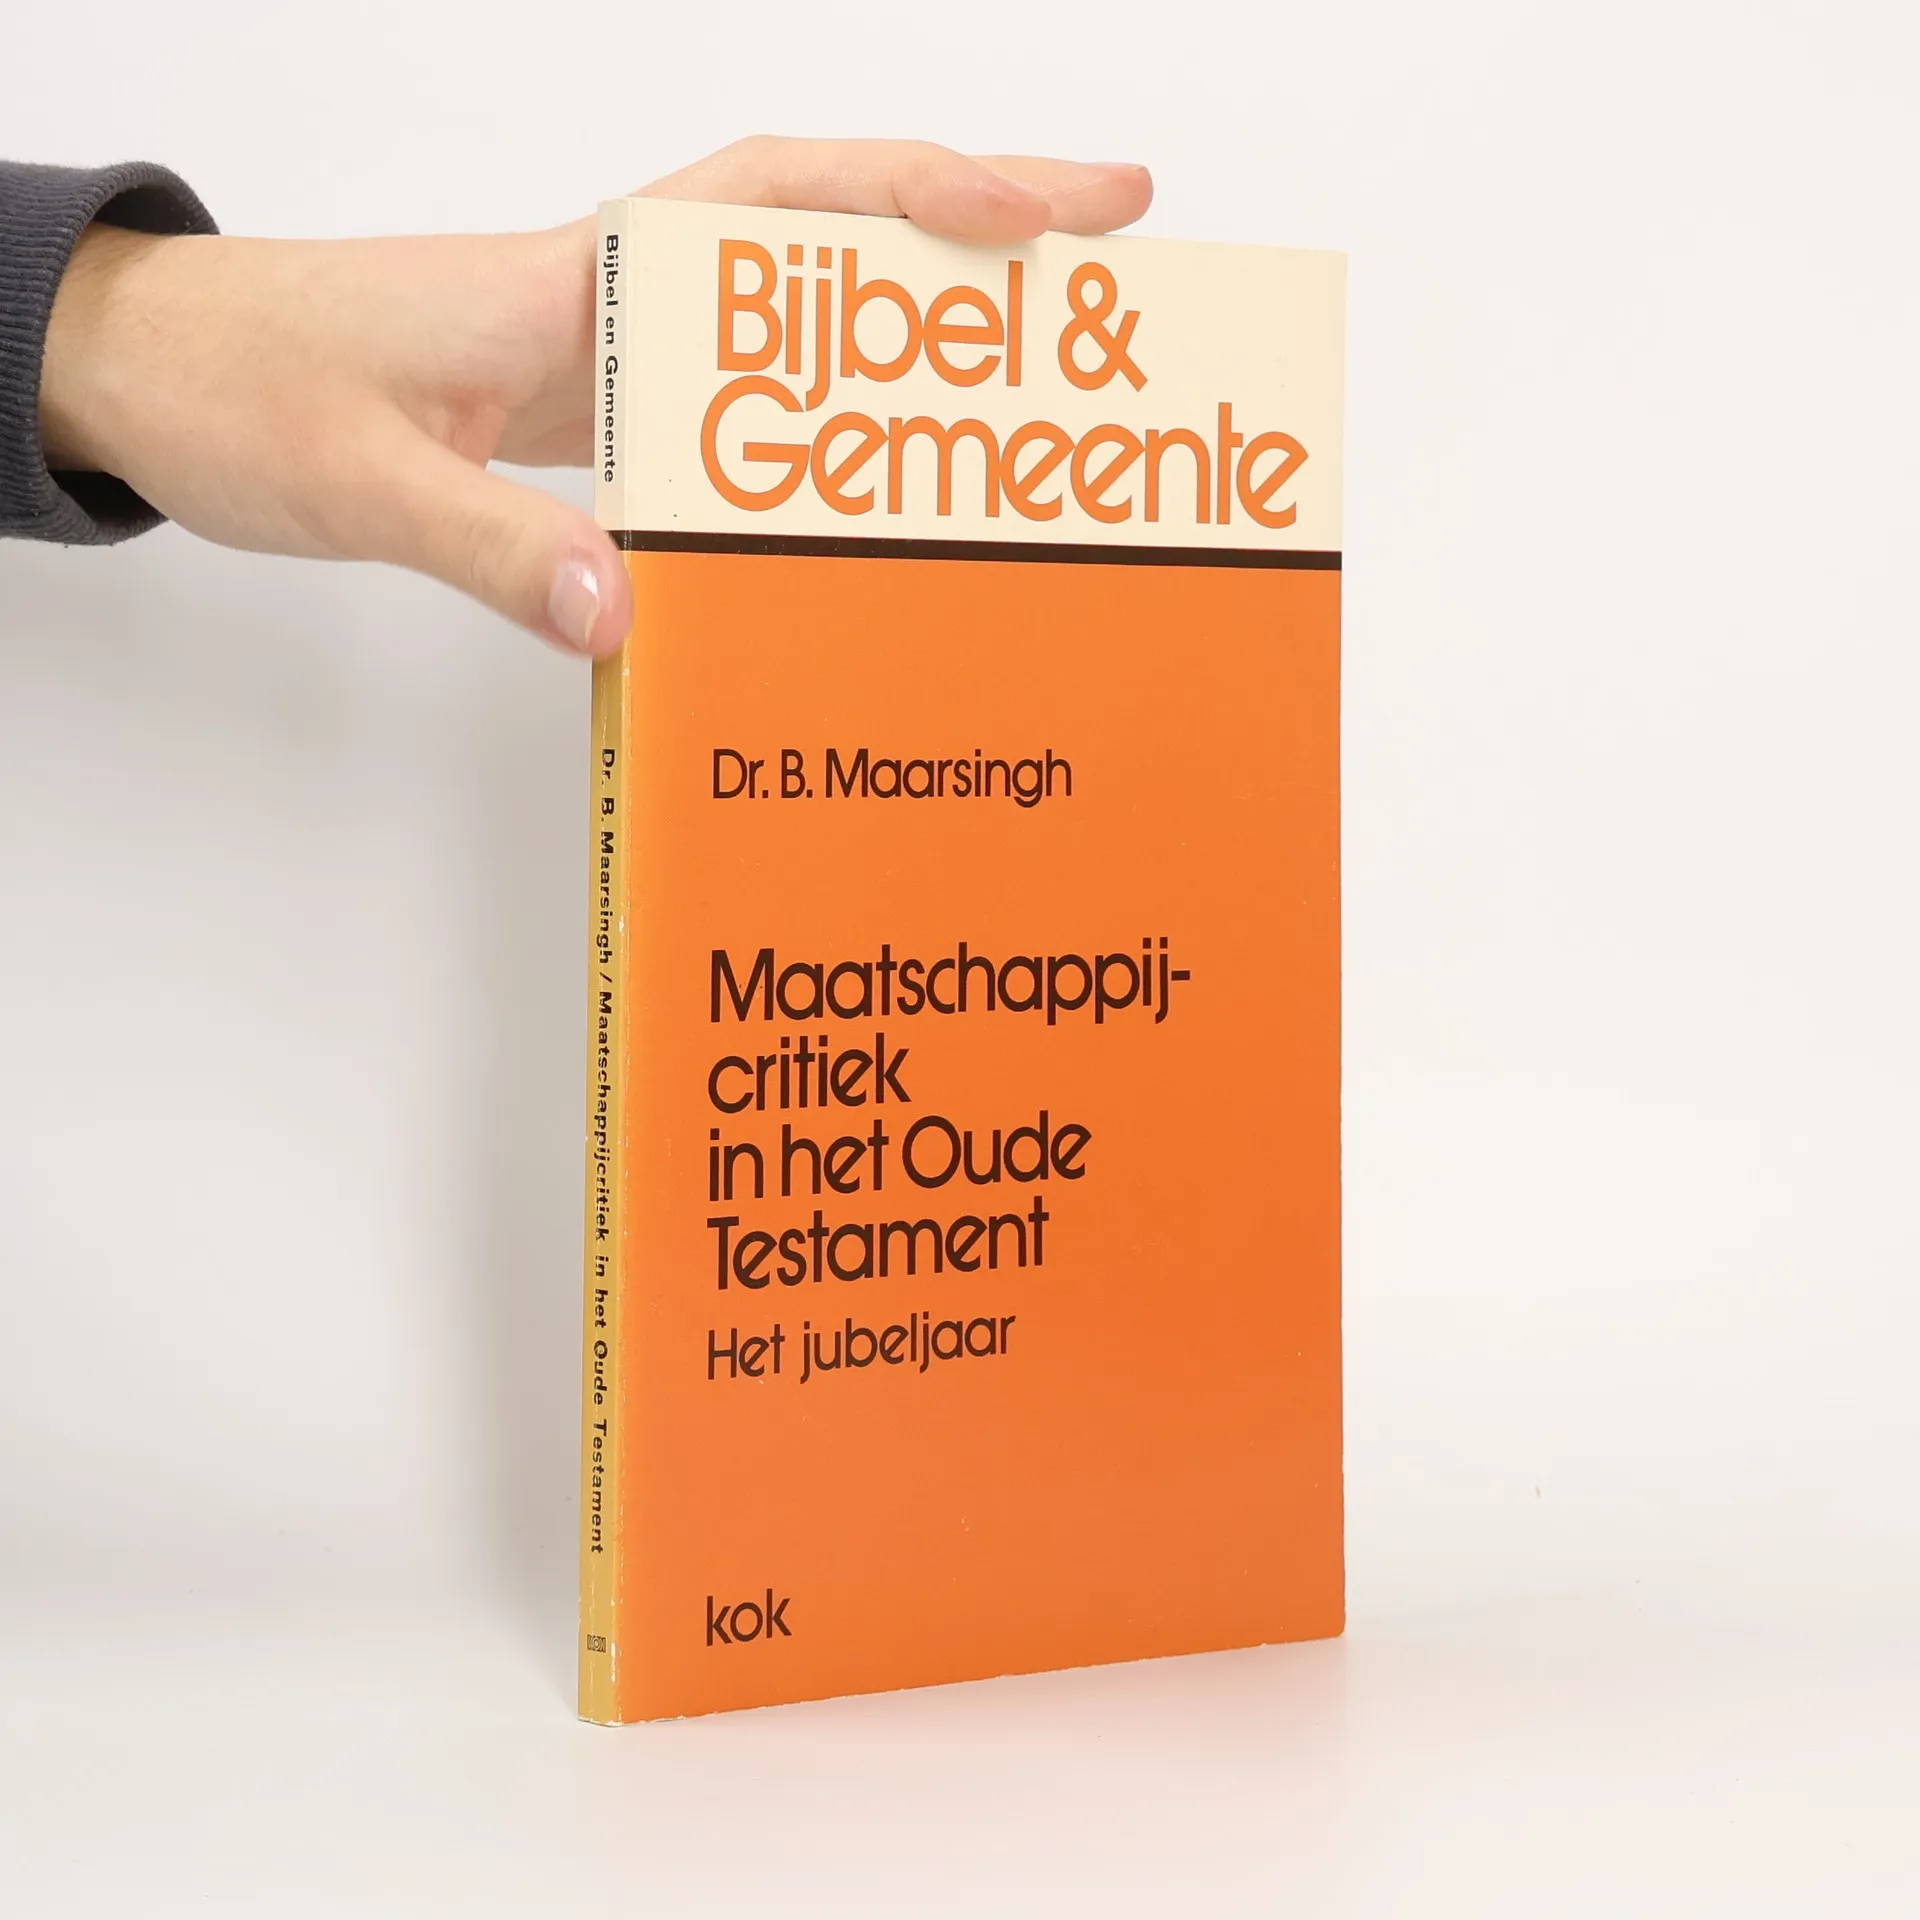 Bijbel &
Gemeente
Dr. B. Maarsingh
Maatschappij-
critiek
in het Oude
Testament
Het jubeljaar
kok
Bijbel en Gemeente
Dr. B. Maarsingh / Maatschappijcritiek in het Oude Testament
KOK